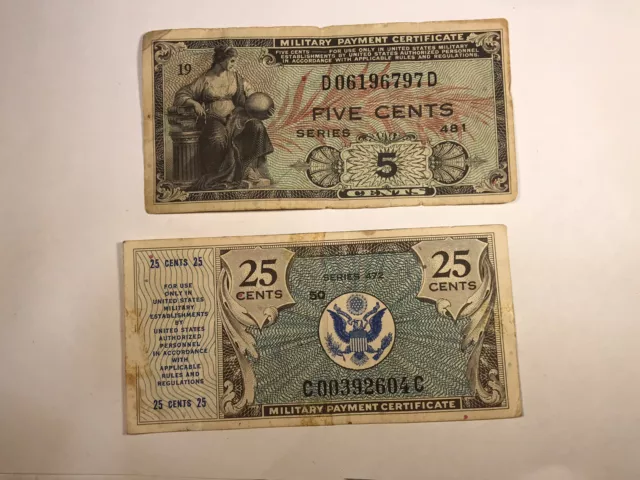 MILITARY PAYMENT CERTIFICATE
FIVE CENTS — FOR USE ONLY IN UNITED STATES MILITARY
ESTABLISHMENTS BY UNITED STATES AUTHORIZED PERSONNEL
IN ACCORDANCE WITH APPLICABLE RULES AND REGULATIONS.
19
D06196797D
FIVE CENTS
SERIES 481
5
CENTS
25 CENTS 25
FOR USE
ONLY IN
UNITED STATES
MILITARY
ESTABLISHMENTS
BY
UNITED STATES
AUTHORIZED
PERSONNEL
IN ACCORDANCE
WITH
APPLICABLE
RULES AND
REGULATIONS
25 CENTS 25
25
CENTS
SERIES 472
50
25
CENTS
C00392604C
MILITARY PAYMENT CERTIFICATE